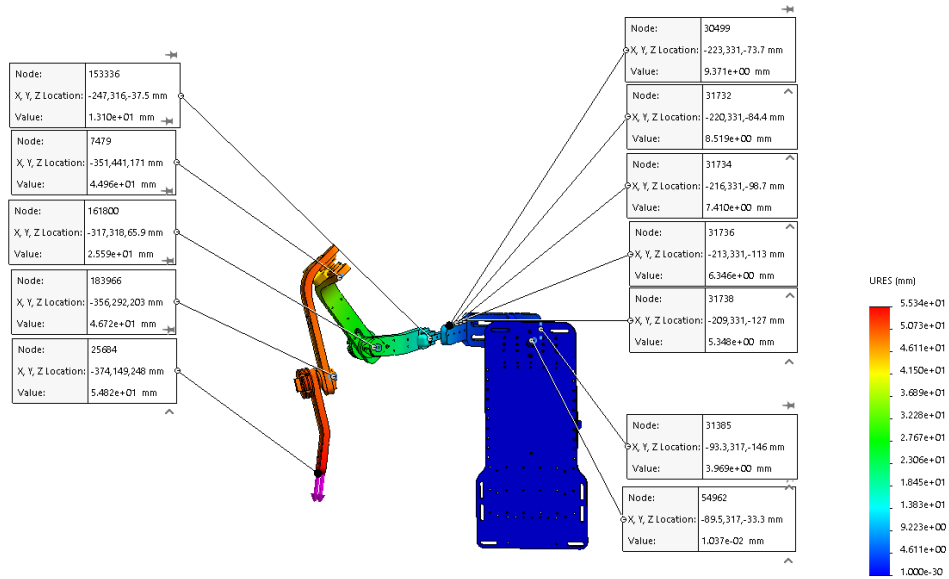 Node: 153336
X, Y, Z Location: -247,316,-37.5 mm
Value: 1.310e+01 mm
Node: 7479
X, Y, Z Location: -351,441,171 mm
Value: 4.496e+01 mm
Node: 161800
X, Y, Z Location: -317,318,65.9 mm
Value: 2.559e+01 mm
Node: 183966
X, Y, Z Location: -356,292,203 mm
Value: 4.672e+01 mm
Node: 25684
X, Y, Z Location: -374,149,248 mm
Value: 5.482e+01 mm
Node: 30499
X, Y, Z Location: -223,331,-73.7 mm
Value: 9.371e+00 mm
Node: 31732
X, Y, Z Location: -220,331,-84.4 mm
Value: 8.519e+00 mm
Node: 31734
X, Y, Z Location: -216,331,-98.7 mm
Value: 7.410e+00 mm
Node: 31736
X, Y, Z Location: -213,331,-113 mm
Value: 6.346e+00 mm
Node: 31738
X, Y, Z Location: -209,331,-127 mm
Value: 5.348e+00 mm
Node: 31385
X, Y, Z Location: -93.3,317,-146 mm
Value: 3.969e+00 mm
Node: 54962
X, Y, Z Location: -89.5,317,-33.3 mm
Value: 1.037e-02 mm
URES (mm)
5.534e+01
5.073e+01
4.611e+01
4.150e+01
3.689e+01
3.228e+01
2.767e+01
2.306e+01
1.845e+01
1.383e+01
9.223e+00
4.611e+00
1.000e-30